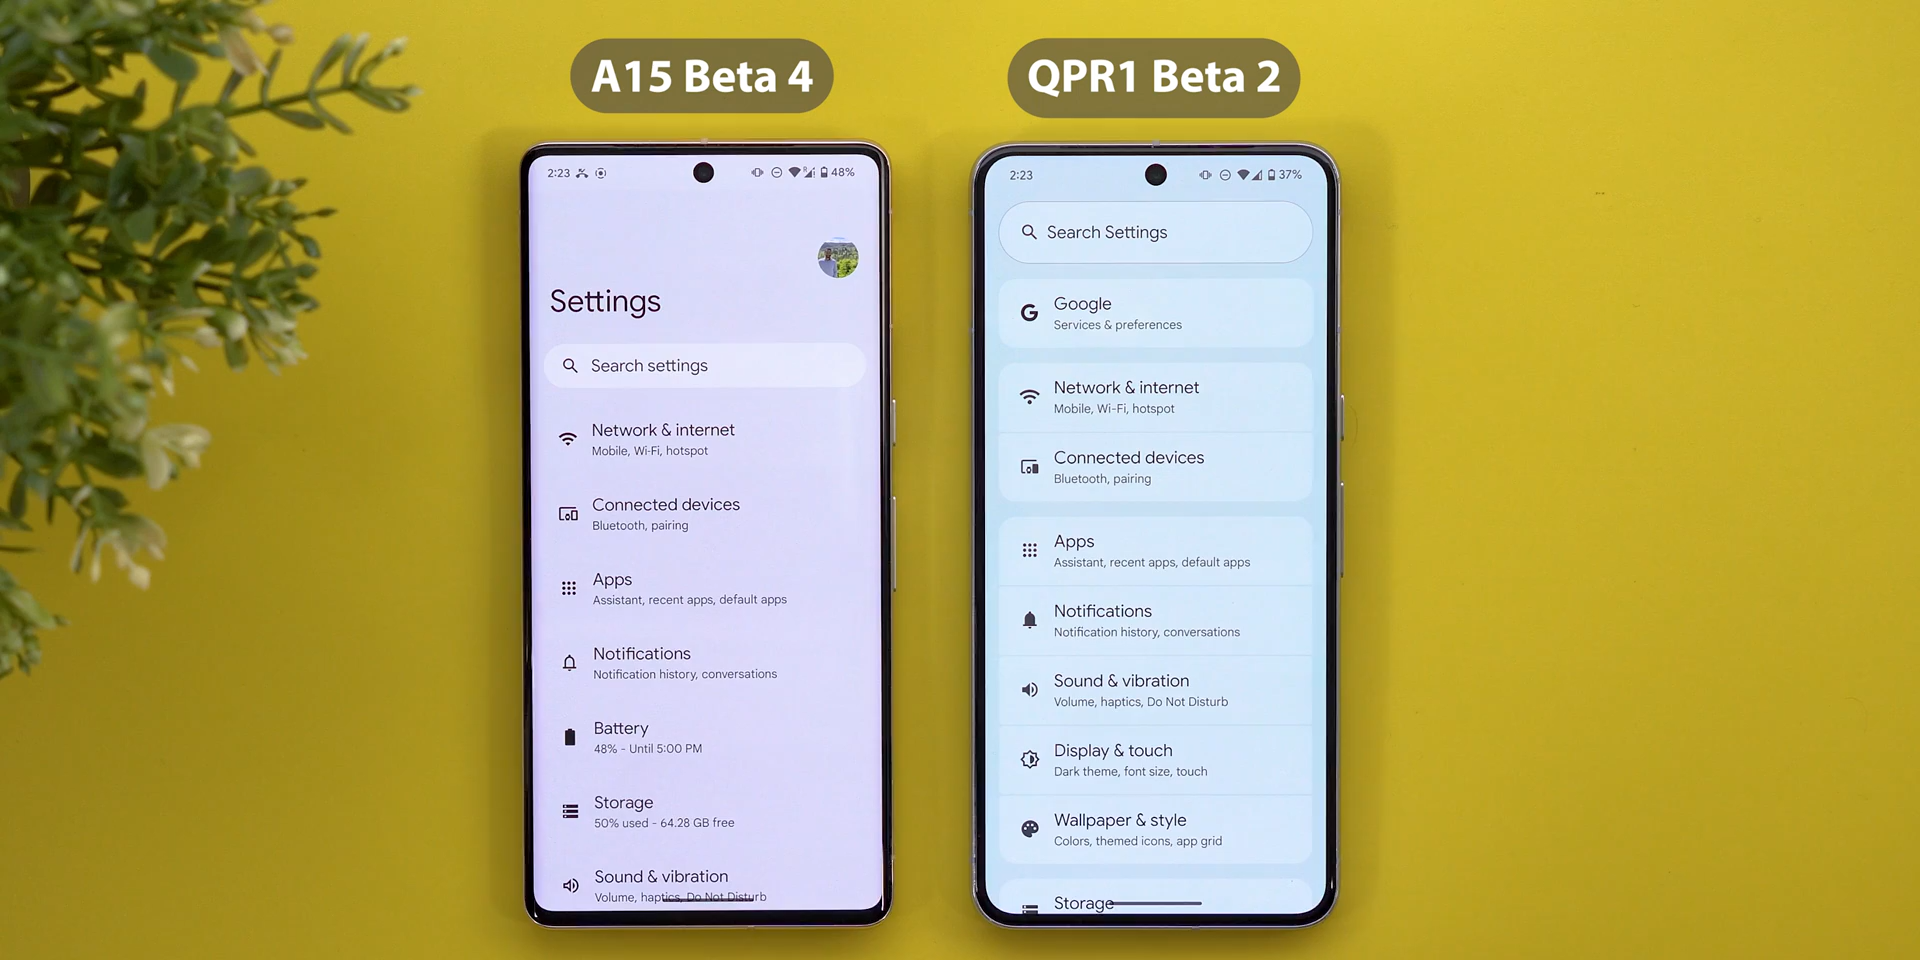 A15 Beta 4
2:23
48%
Settings
Search settings
Network & internet
Mobile, Wi-Fi, hotspot
Connected devices
Bluetooth, pairing
Apps
Assistant, recent apps, default apps
Notifications
Notification history, conversations
Battery
48% - Until 5:00 PM
Storage
50% used - 64.28 GB free
Sound & vibration
Volume, haptics, Do Not Disturb
QPR1 Beta 2
2:23
37%
Search Settings
G
Google
Services & preferences
Network & internet
Mobile, Wi-Fi, hotspot
Connected devices
Bluetooth, pairing
Apps
Assistant, recent apps, default apps
Notifications
Notification history, conversations
Sound & vibration
Volume, haptics, Do Not Disturb
Display & touch
Dark theme, font size, touch
Wallpaper & style
Colors, themed icons, app grid
Storage